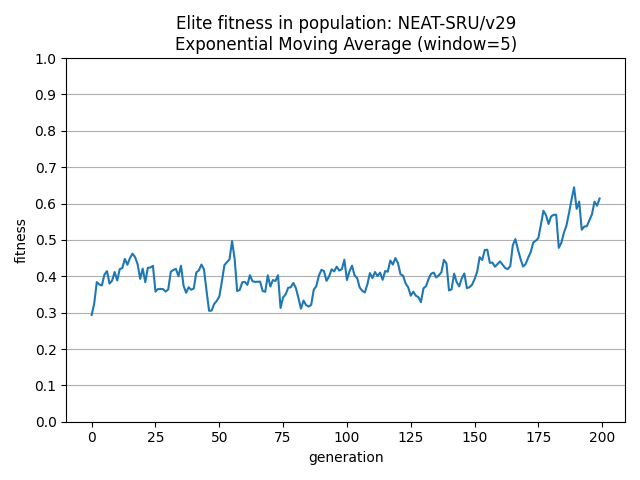 Elite fitness in population: NEAT-SRU/v29
Exponential Moving Average (window=5)
1.0
0.9
0.8
0.7
0.6
0.5
0.4
0.3
0.2
0.1
0.0
fitness
0 25 50 75 100 125 150 175 200
generation